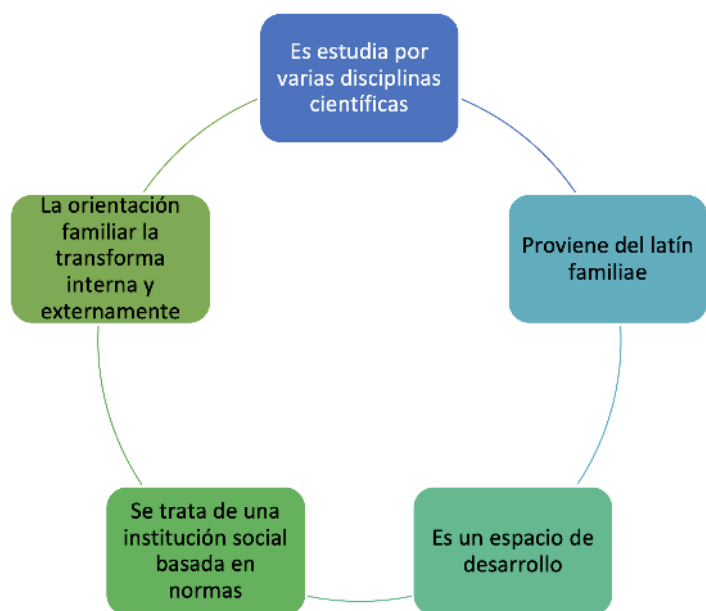 Es estudia por
varias disciplinas
científicas
Proviene del latín
familiae
Es un espacio de
desarrollo
Se trata de una
institución social
basada en
normas
La orientación
familiar la
transforma
interna y
externamente